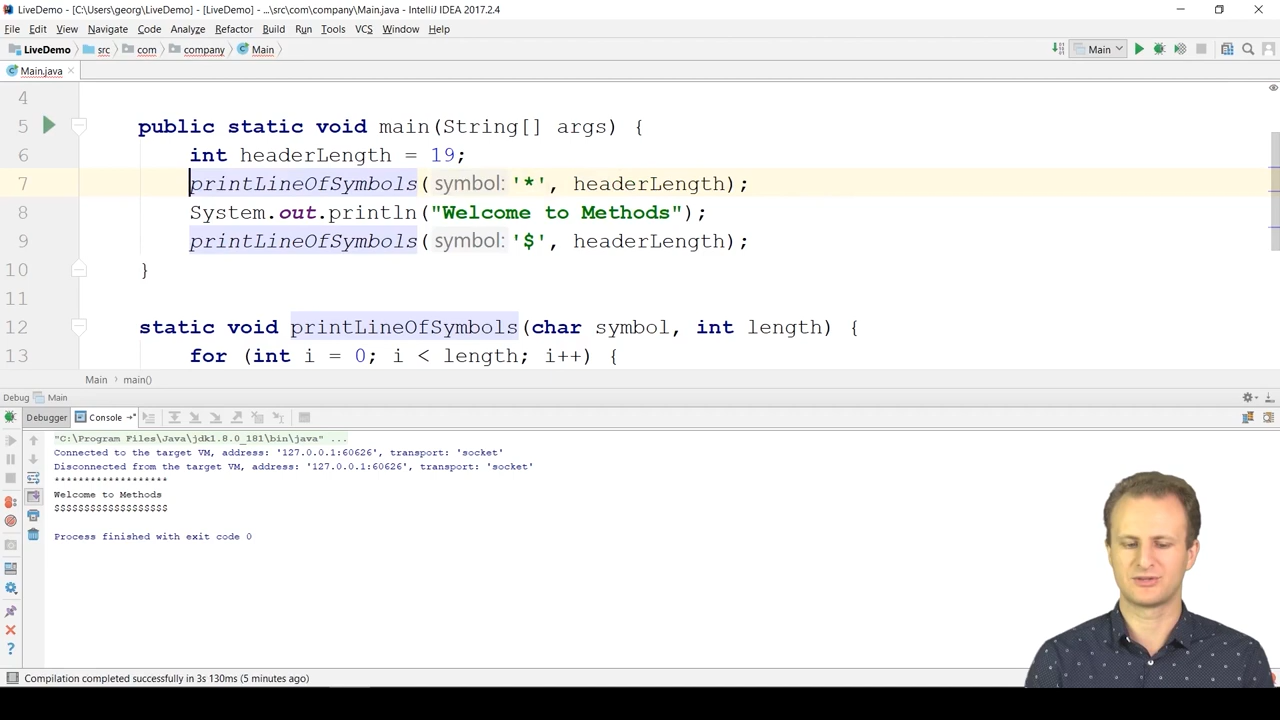 LiveDemo - [C:\Users\georg\LiveDemo] - [LiveDemo] - ...\src\com\company\Main.java - IntelliJ IDEA 2017.2.4
File Edit View Navigate Code Analyze Refactor Build Run Tools VCS Window Help
LiveDemo src com company Main Main
Main.java
4
5 public static void main(String[] args) {
6 int headerLength = 19;
7 printLineOfSymbols( symbol: '*', headerLength);
8 System.out.println("Welcome to Methods");
9 printLineOfSymbols( symbol: '$', headerLength);
10 }
11
12 static void printLineOfSymbols(char symbol, int length) {
13 for (int i = 0; i < length; i++) {
Main main()
Debug Main
Debugger Console
"C:\Program Files\Java\jdk1.8.0_181\bin\java" ...
Connected to the target VM, address: '127.0.0.1:60626', transport: 'socket'
Disconnected from the target VM, address: '127.0.0.1:60626', transport: 'socket'
*******************
Welcome to Methods
$$$$$$$$$$$$$$$$$$$
Process finished with exit code 0
Compilation completed successfully in 3s 130ms (5 minutes ago)